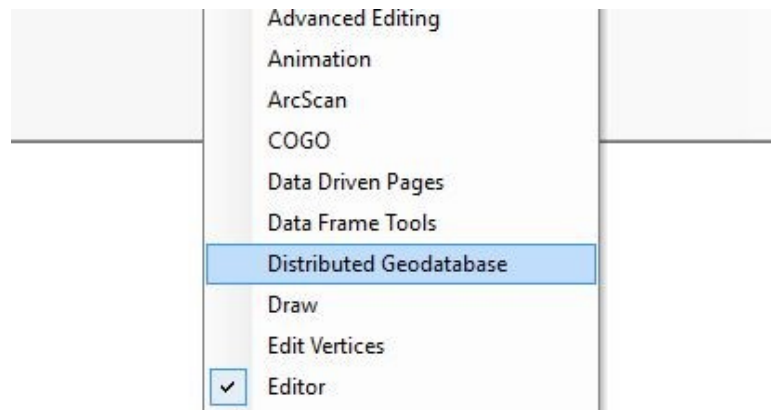 Advanced Editing
Animation
ArcScan
COGO
Data Driven Pages
Data Frame Tools
Distributed Geodatabase
Draw
Edit Vertices
Editor